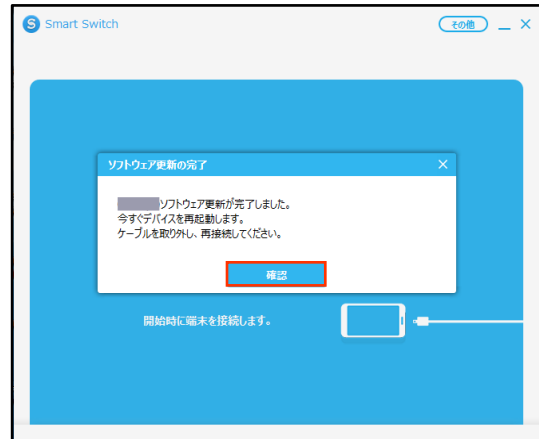 S Smart Switch
その他
ソフトウェア更新の完了
ソフトウェア更新が完了しました。
今すぐデバイスを再起動します。
ケーブルを取り外し、再接続してください。
確認
開始時に端末を接続します。